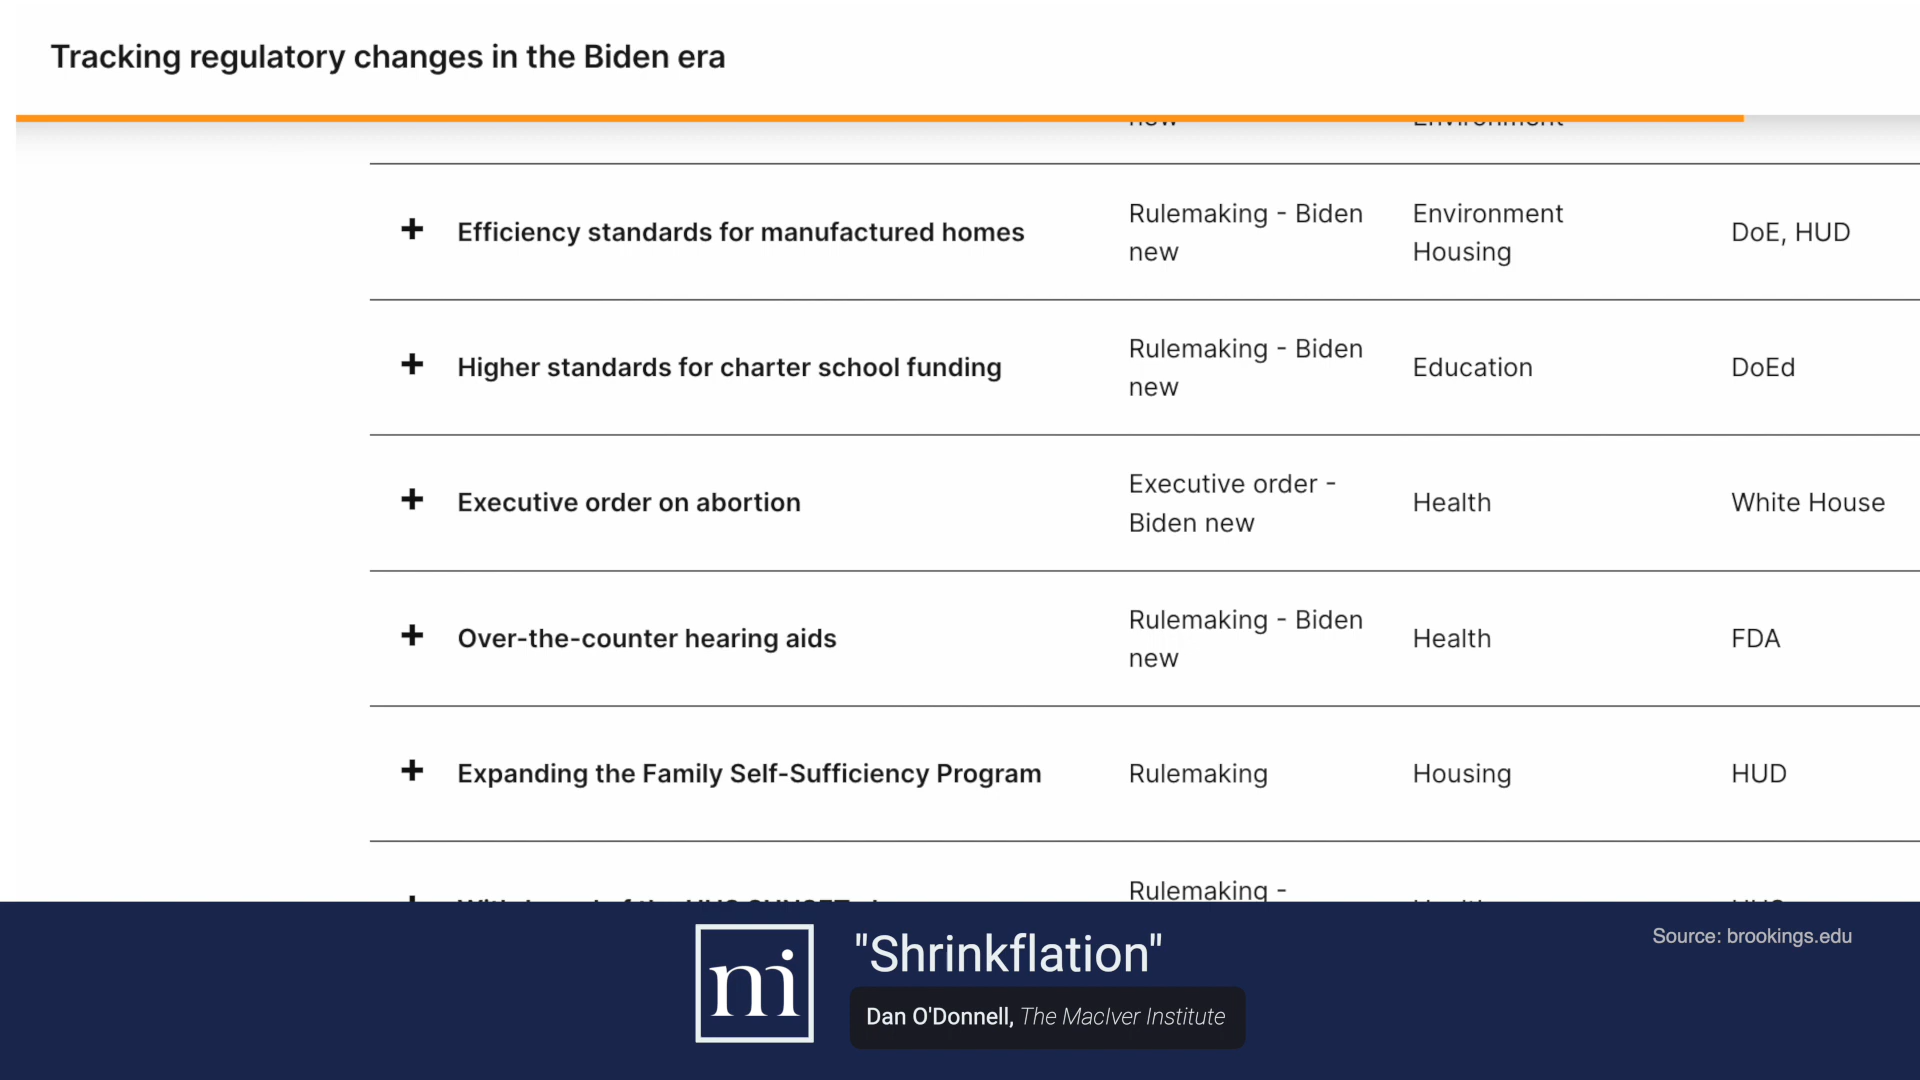 Tracking regulatory changes in the Biden era
Efficiency standards for manufactured homes
Rulemaking - Biden new
Environment
Housing
DoE, HUD
Higher standards for charter school funding
Rulemaking - Biden new
Education
DoEd
Executive order on abortion
Executive order - Biden new
Health
White House
Over-the-counter hearing aids
Rulemaking - Biden new
Health
FDA
Expanding the Family Self-Sufficiency Program
Rulemaking
Housing
HUD
Rulemaking -
mi
"Shrinkflation"
Dan O'Donnell, The MacIver Institute
Source: brookings.edu